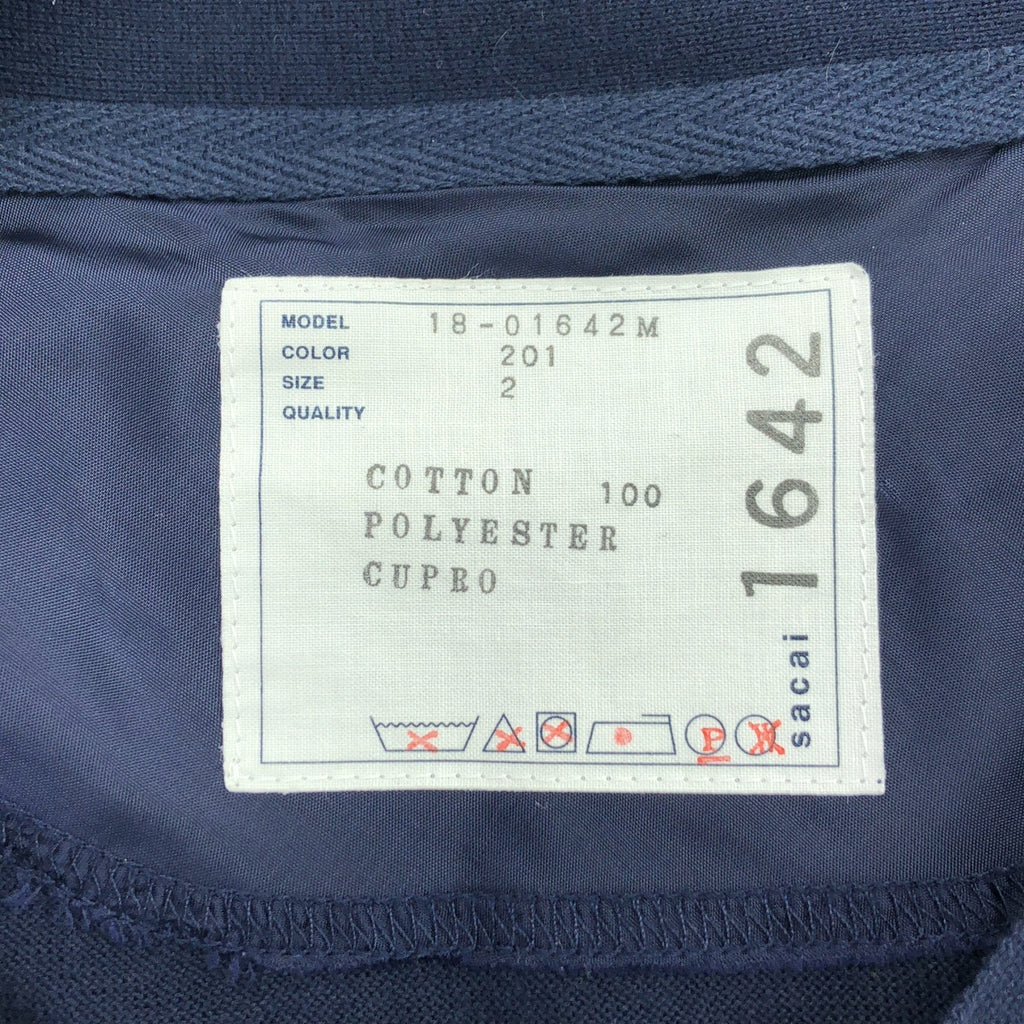 MODEL 18-01642M
COLOR 201
SIZE 2
QUALITY
COTTON 100
POLYESTER
CUPRO
P
W
sacai 1642